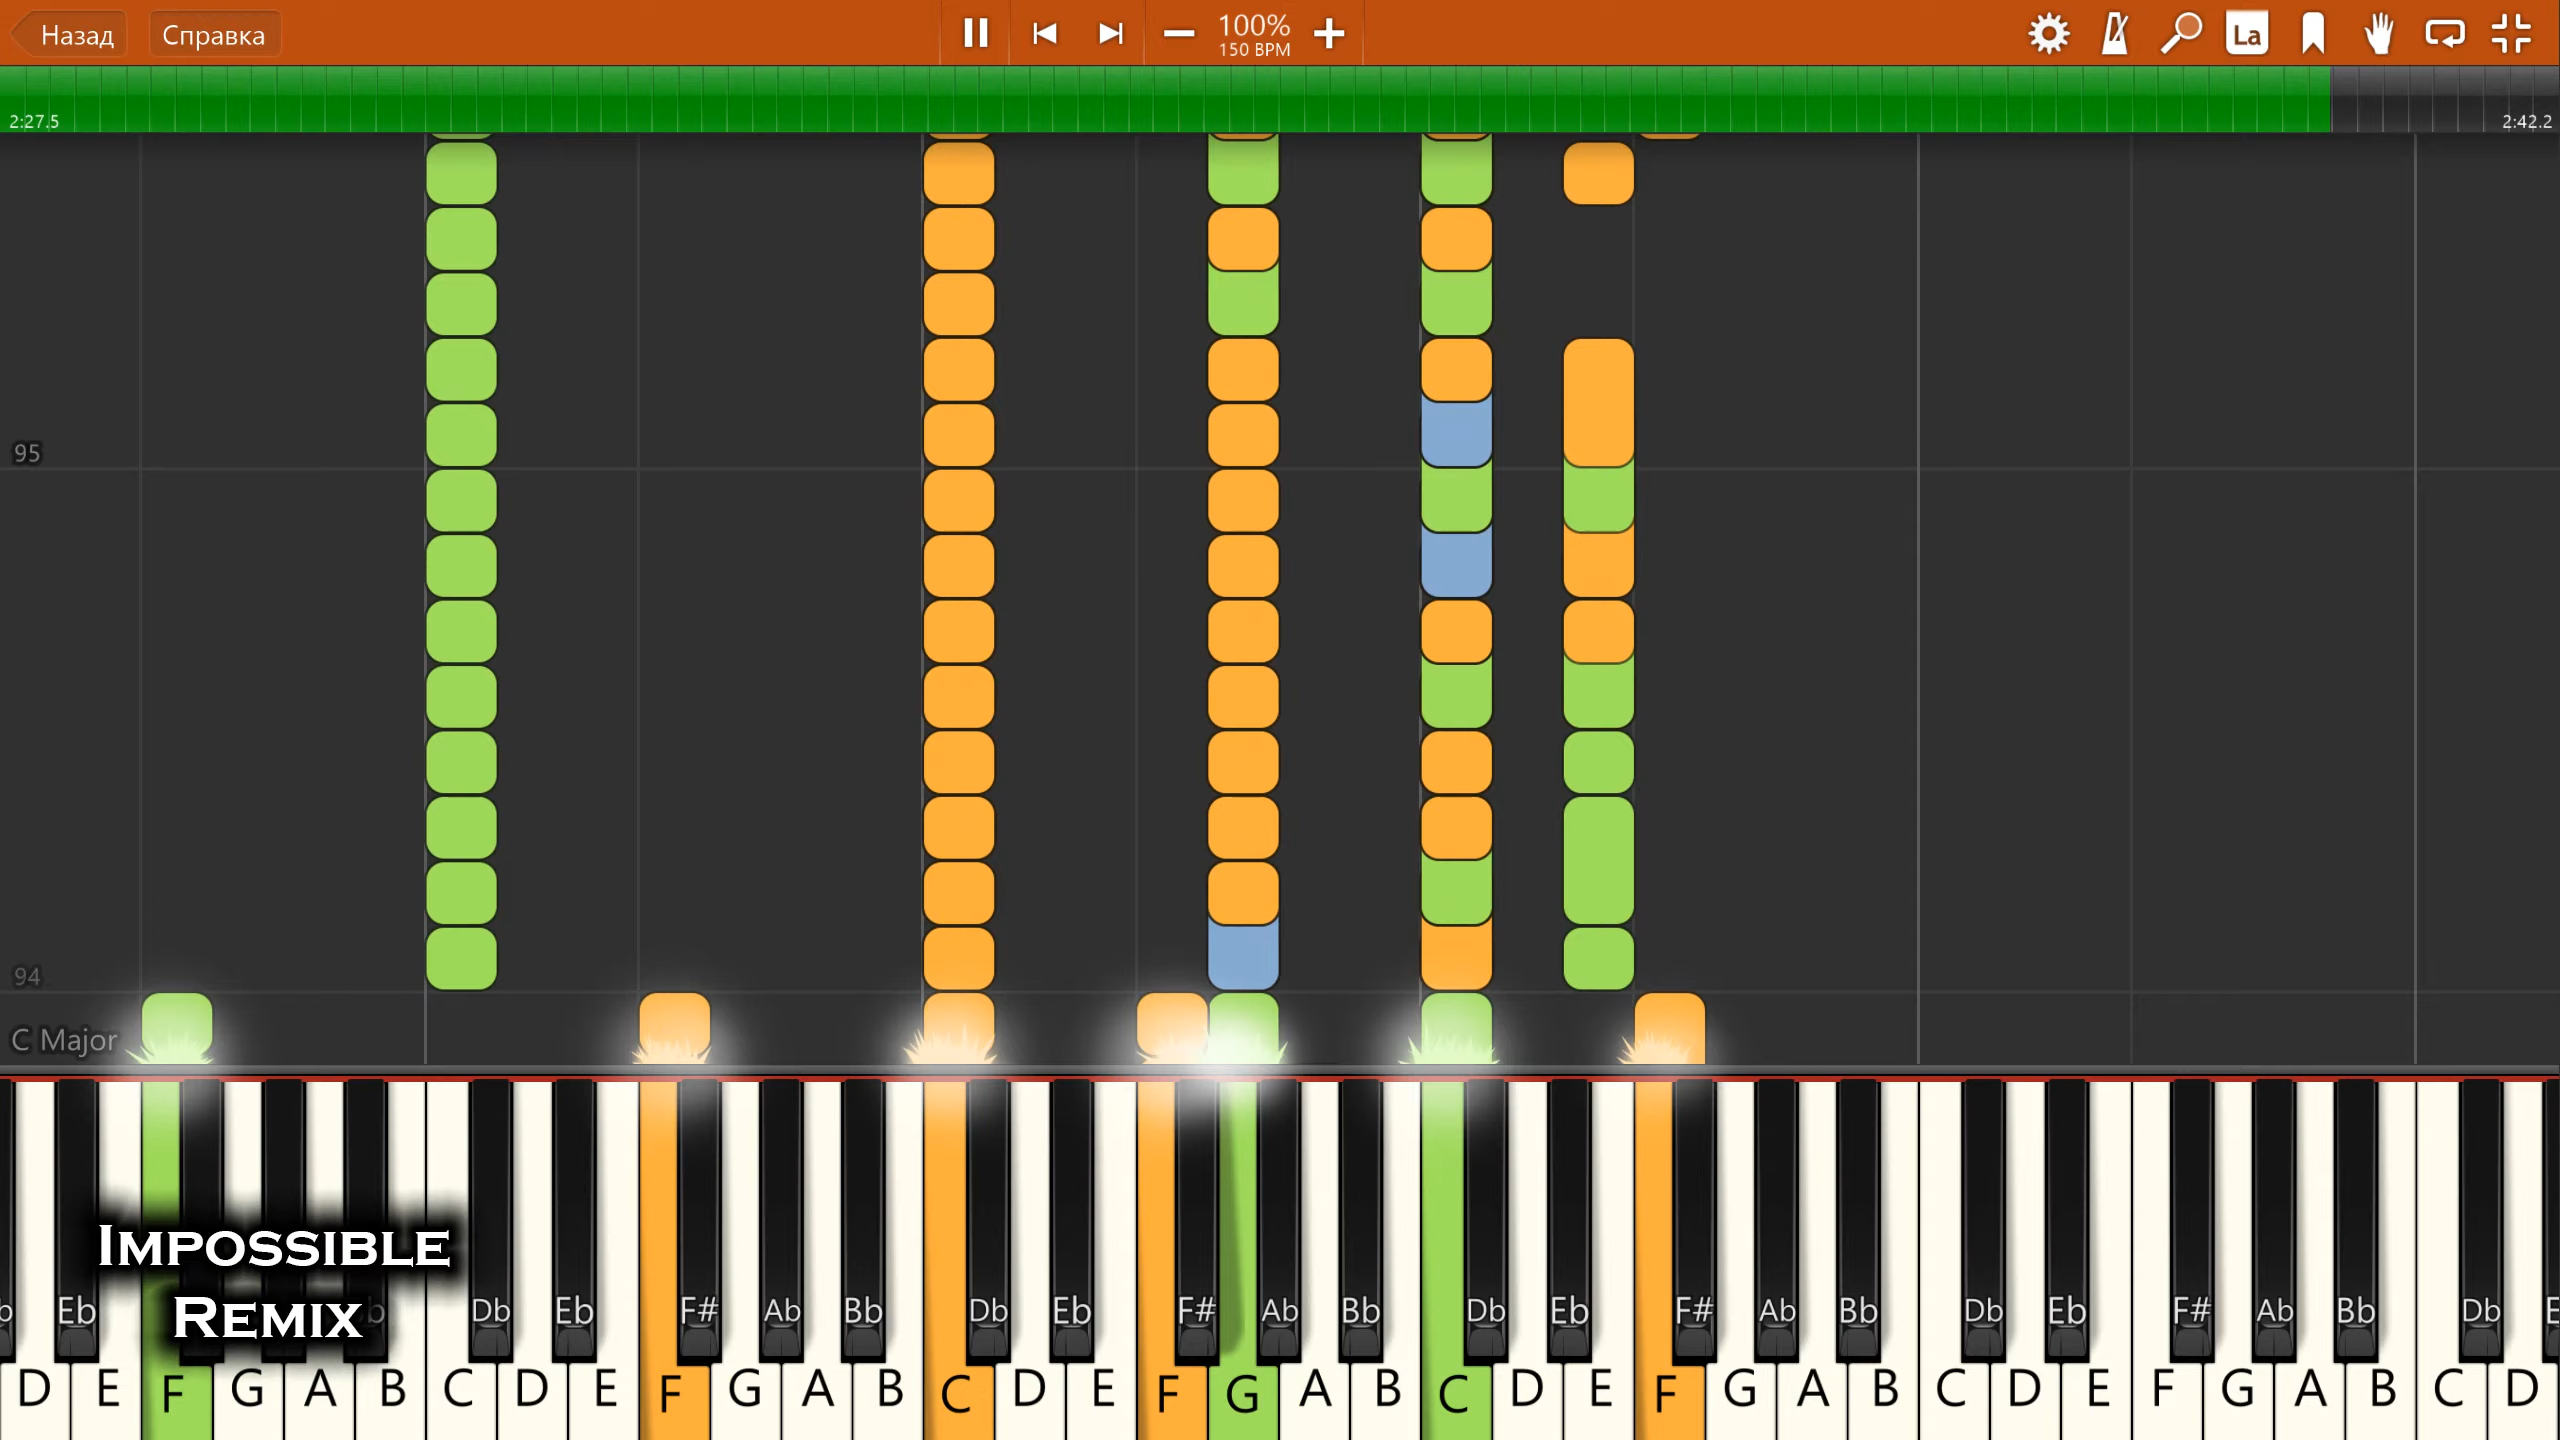 Назад Справка 100% La
150 BPM
2:27.5 2:42.2
95
94
C Major
IMPOSSIBLE
REMIX
b Eb b Db Eb F# Ab Bb Db Eb F# Ab Bb Db Eb F# Ab Bb Db Eb F# Ab Bb Db E
D E F G A B C D E F G A B C D E F G A B C D E F G A B C D E F G A B C D